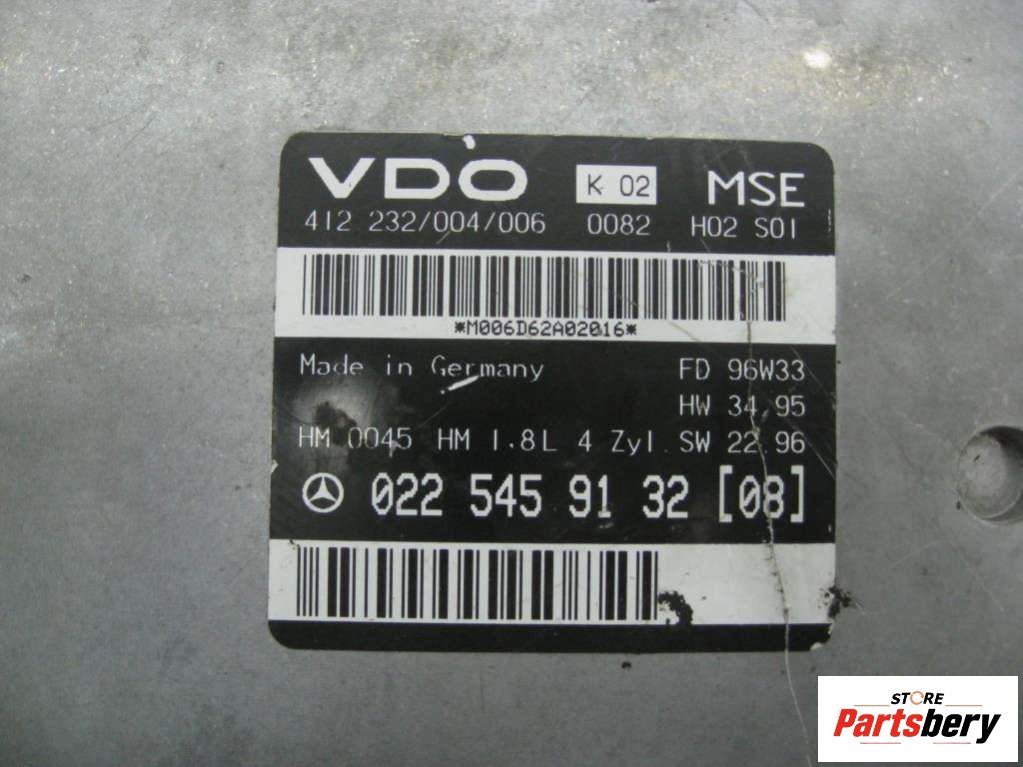 VDO K 02 MSE
412 232/004/006 0082 H02 S01
*M006D62A02016*
Made in Germany FD 96W33
HW 34.95
HM 0045 HM 1.8L 4 Zyl. SW 22.96
022 545 91 32 [08]
STORE
Partsbery